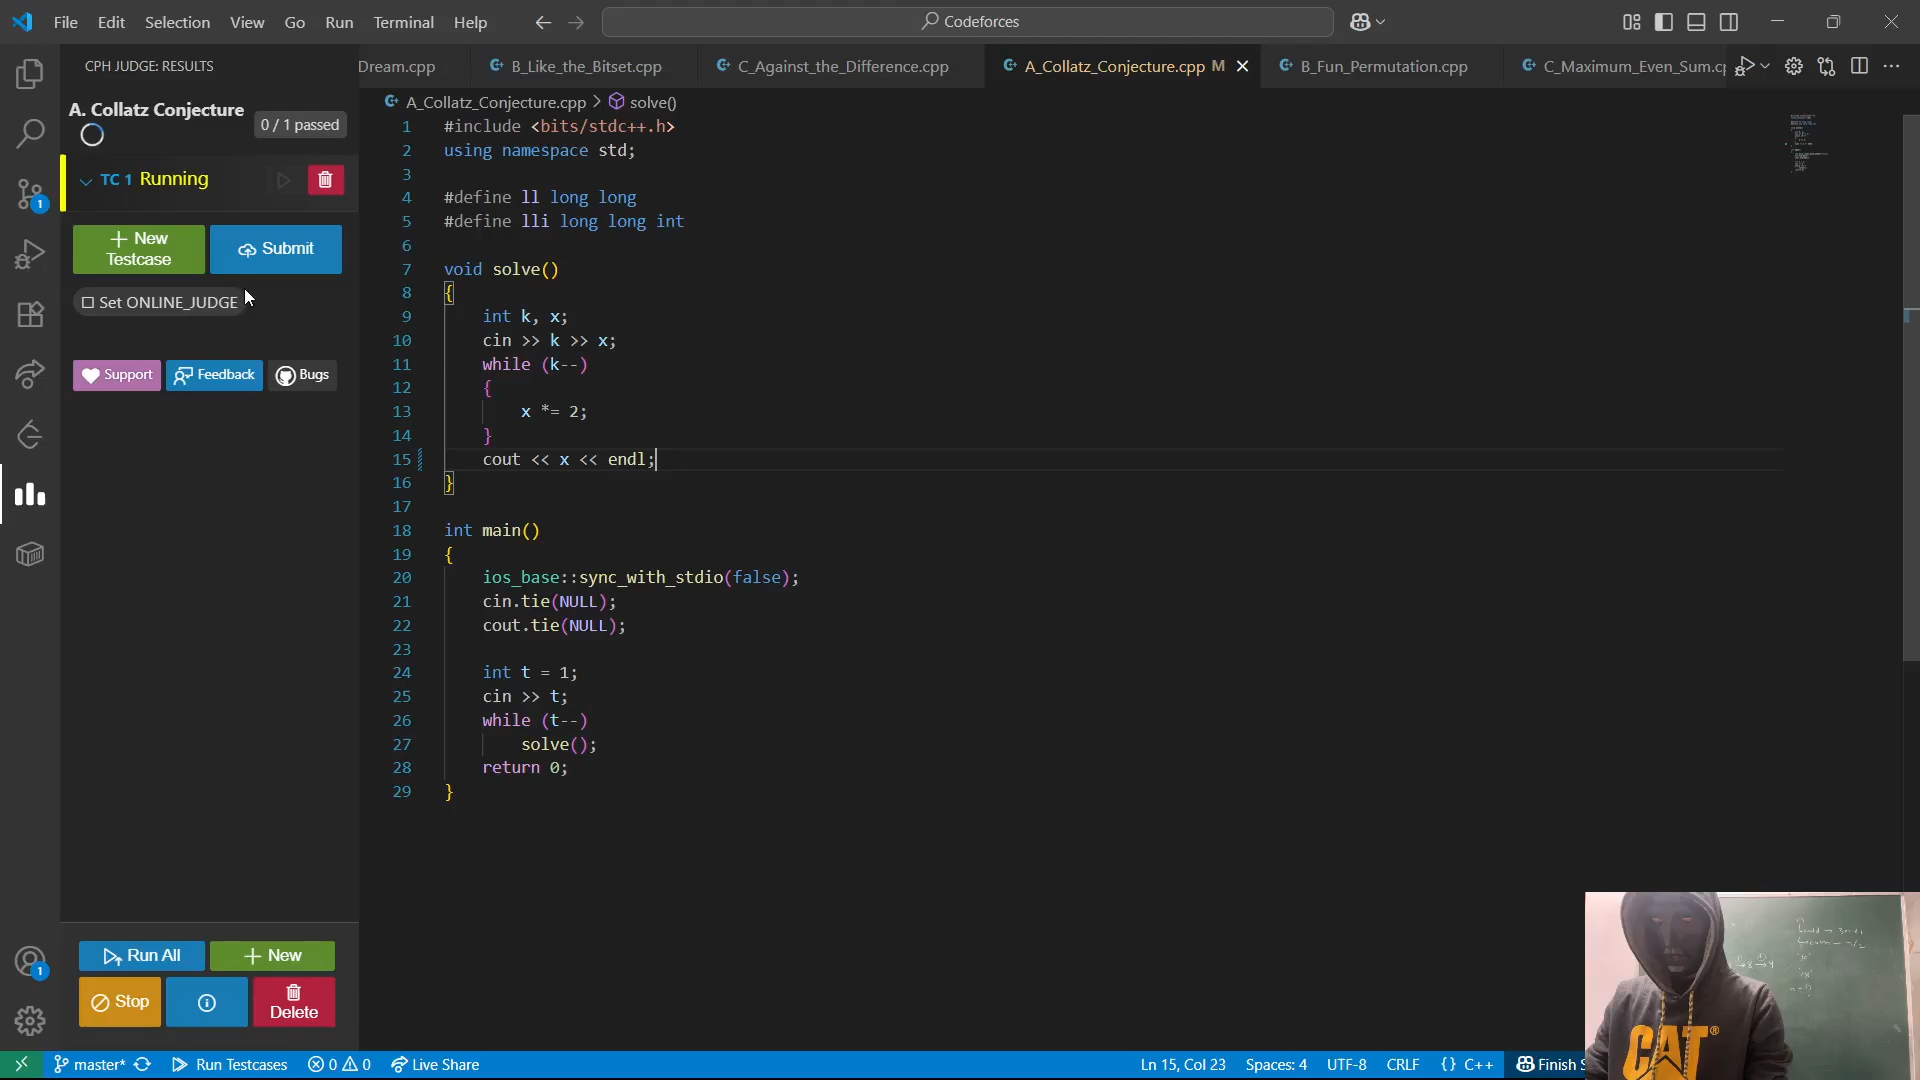 File Edit Selection View Go Run Terminal Help
Codeforces
CPH JUDGE: RESULTS
A. Collatz Conjecture
0 / 1 passed
TC 1 Running
New Testcase
Submit
Set ONLINE_JUDGE
Support Feedback Bugs
Run All
New
Stop
Delete
Dream.cpp B_Like_the_Bitset.cpp C_Against_the_Difference.cpp A_Collatz_Conjecture.cpp M B_Fun_Permutation.cpp C_Maximum_Even_Sum.cp
A_Collatz_Conjecture.cpp > solve()
1 #include <bits/stdc++.h>
2 using namespace std;
3
4 #define ll long long
5 #define lli long long int
6
7 void solve()
8 {
9 int k, x;
10 cin >> k >> x;
11 while (k--)
12 {
13 x *= 2;
14 }
15 cout << x << endl;
16 }
17
18 int main()
19 {
20 ios_base::sync_with_stdio(false);
21 cin.tie(NULL);
22 cout.tie(NULL);
23
24 int t = 1;
25 cin >> t;
26 while (t--)
27 solve();
28 return 0;
29 }
CAT®
master* Run Testcases 0 0 Live Share
Ln 15, Col 23 Spaces: 4 UTF-8 CRLF {} C++ Finish S